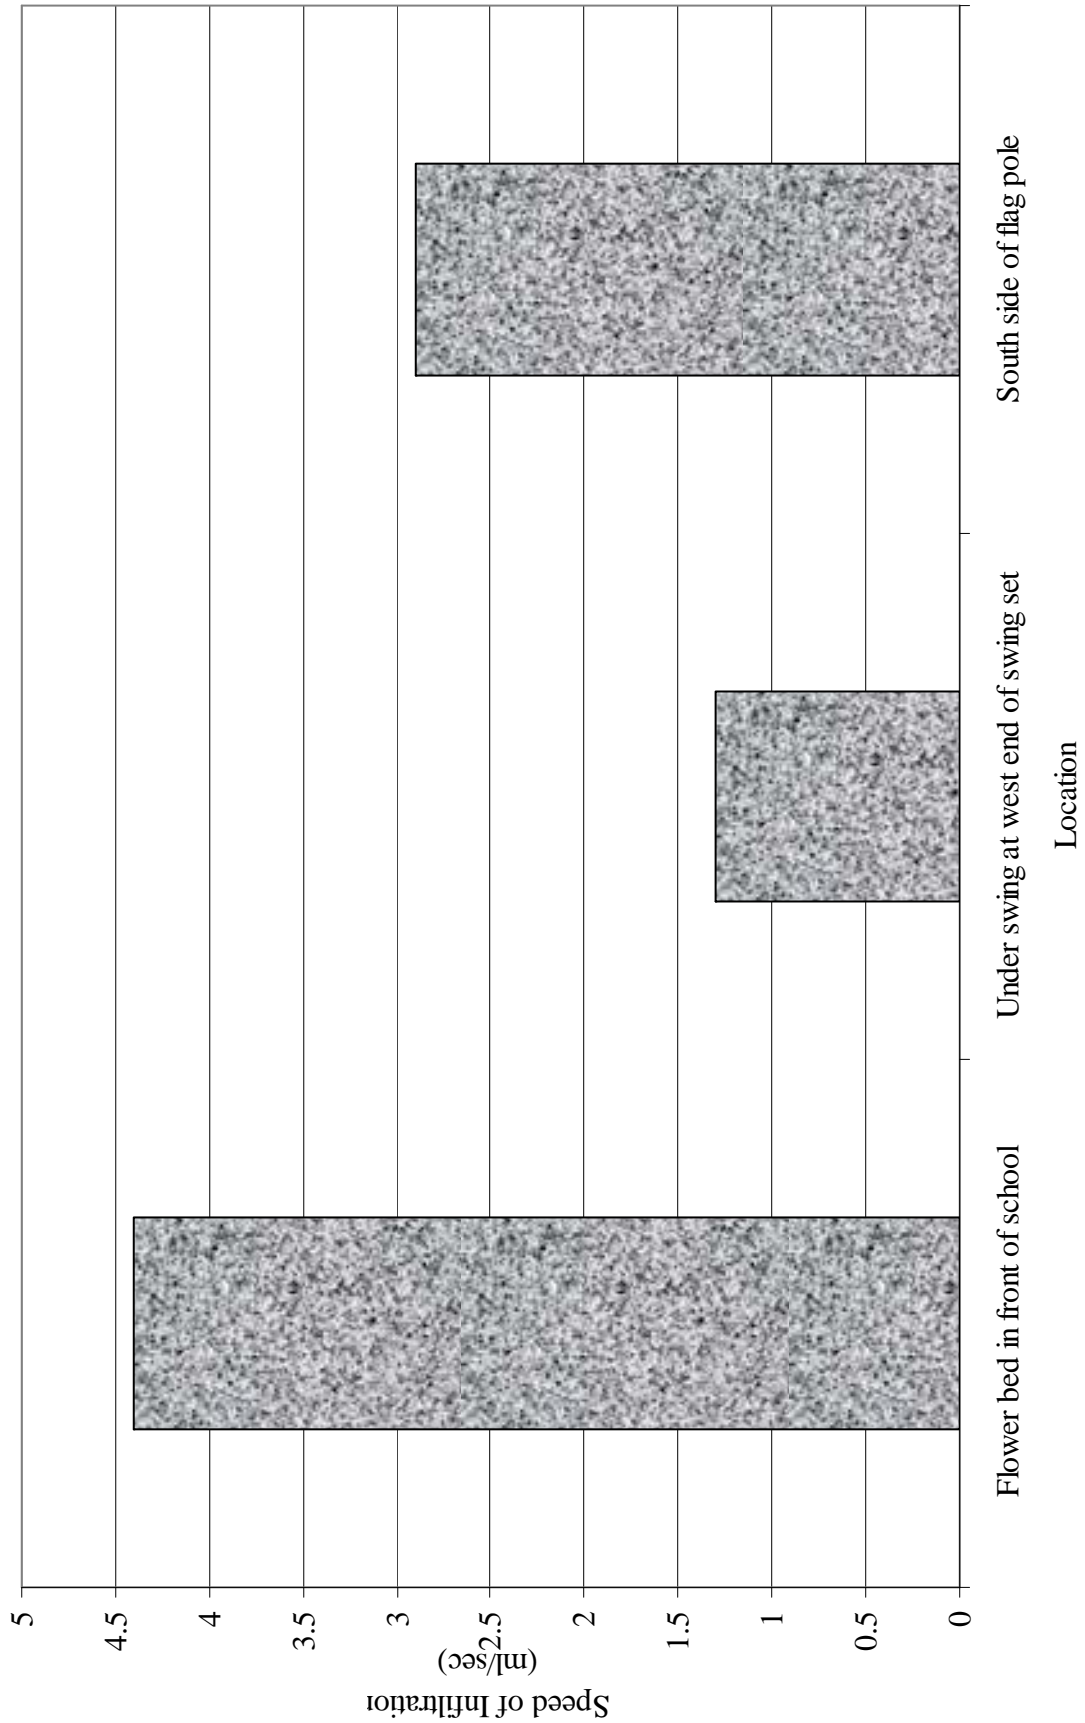 Speed of Infiltration
(ml/sec)
5
4.5
4
3.5
3
2.5
2
1.5
1
0.5
0
Flower bed in front of school
Under swing at west end of swing set
South side of flag pole
Location